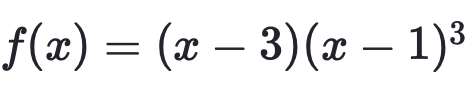 f(x) = (x − 3)(x − 1)³